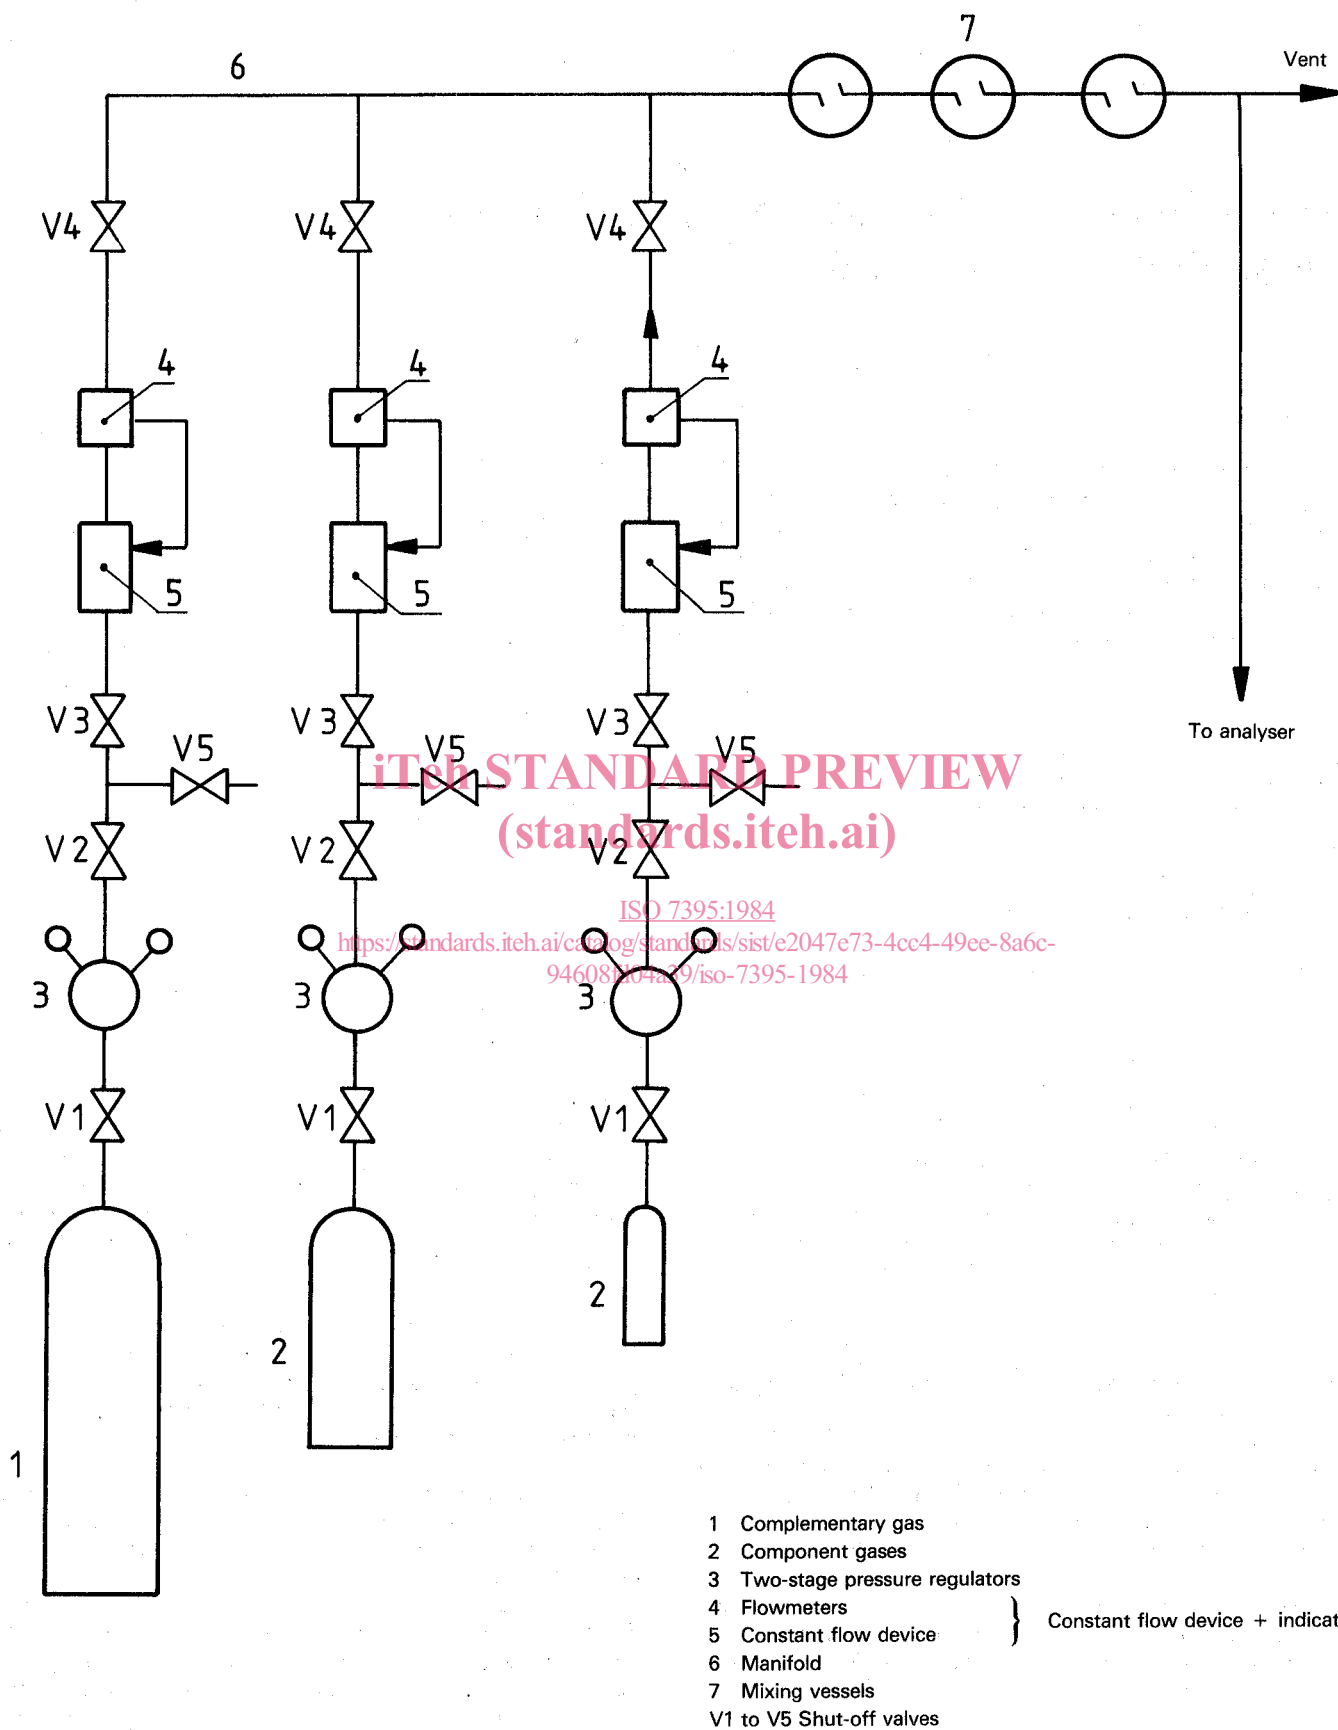 7
6
Vent
V4
V4
V4
4
4
4
5
5
5
V3
V3
V3
V5
V5
V5
To analyser
iTeh STANDARD PREVIEW
(standards.iteh.ai)
V2
V2
V2
ISO 7395:1984
https://standards.iteh.ai/catalog/standards/sist/e2047e73-4cc4-49ee-8a6c-
iso-7395-1984
3
3
3
V1
V1
V1
2
2
1
1 Complementary gas
2 Component gases
3 Two-stage pressure regulators
4 Flowmeters
5 Constant flow device
} Constant flow device + indicat
6 Manifold
7 Mixing vessels
V1 to V5 Shut-off valves